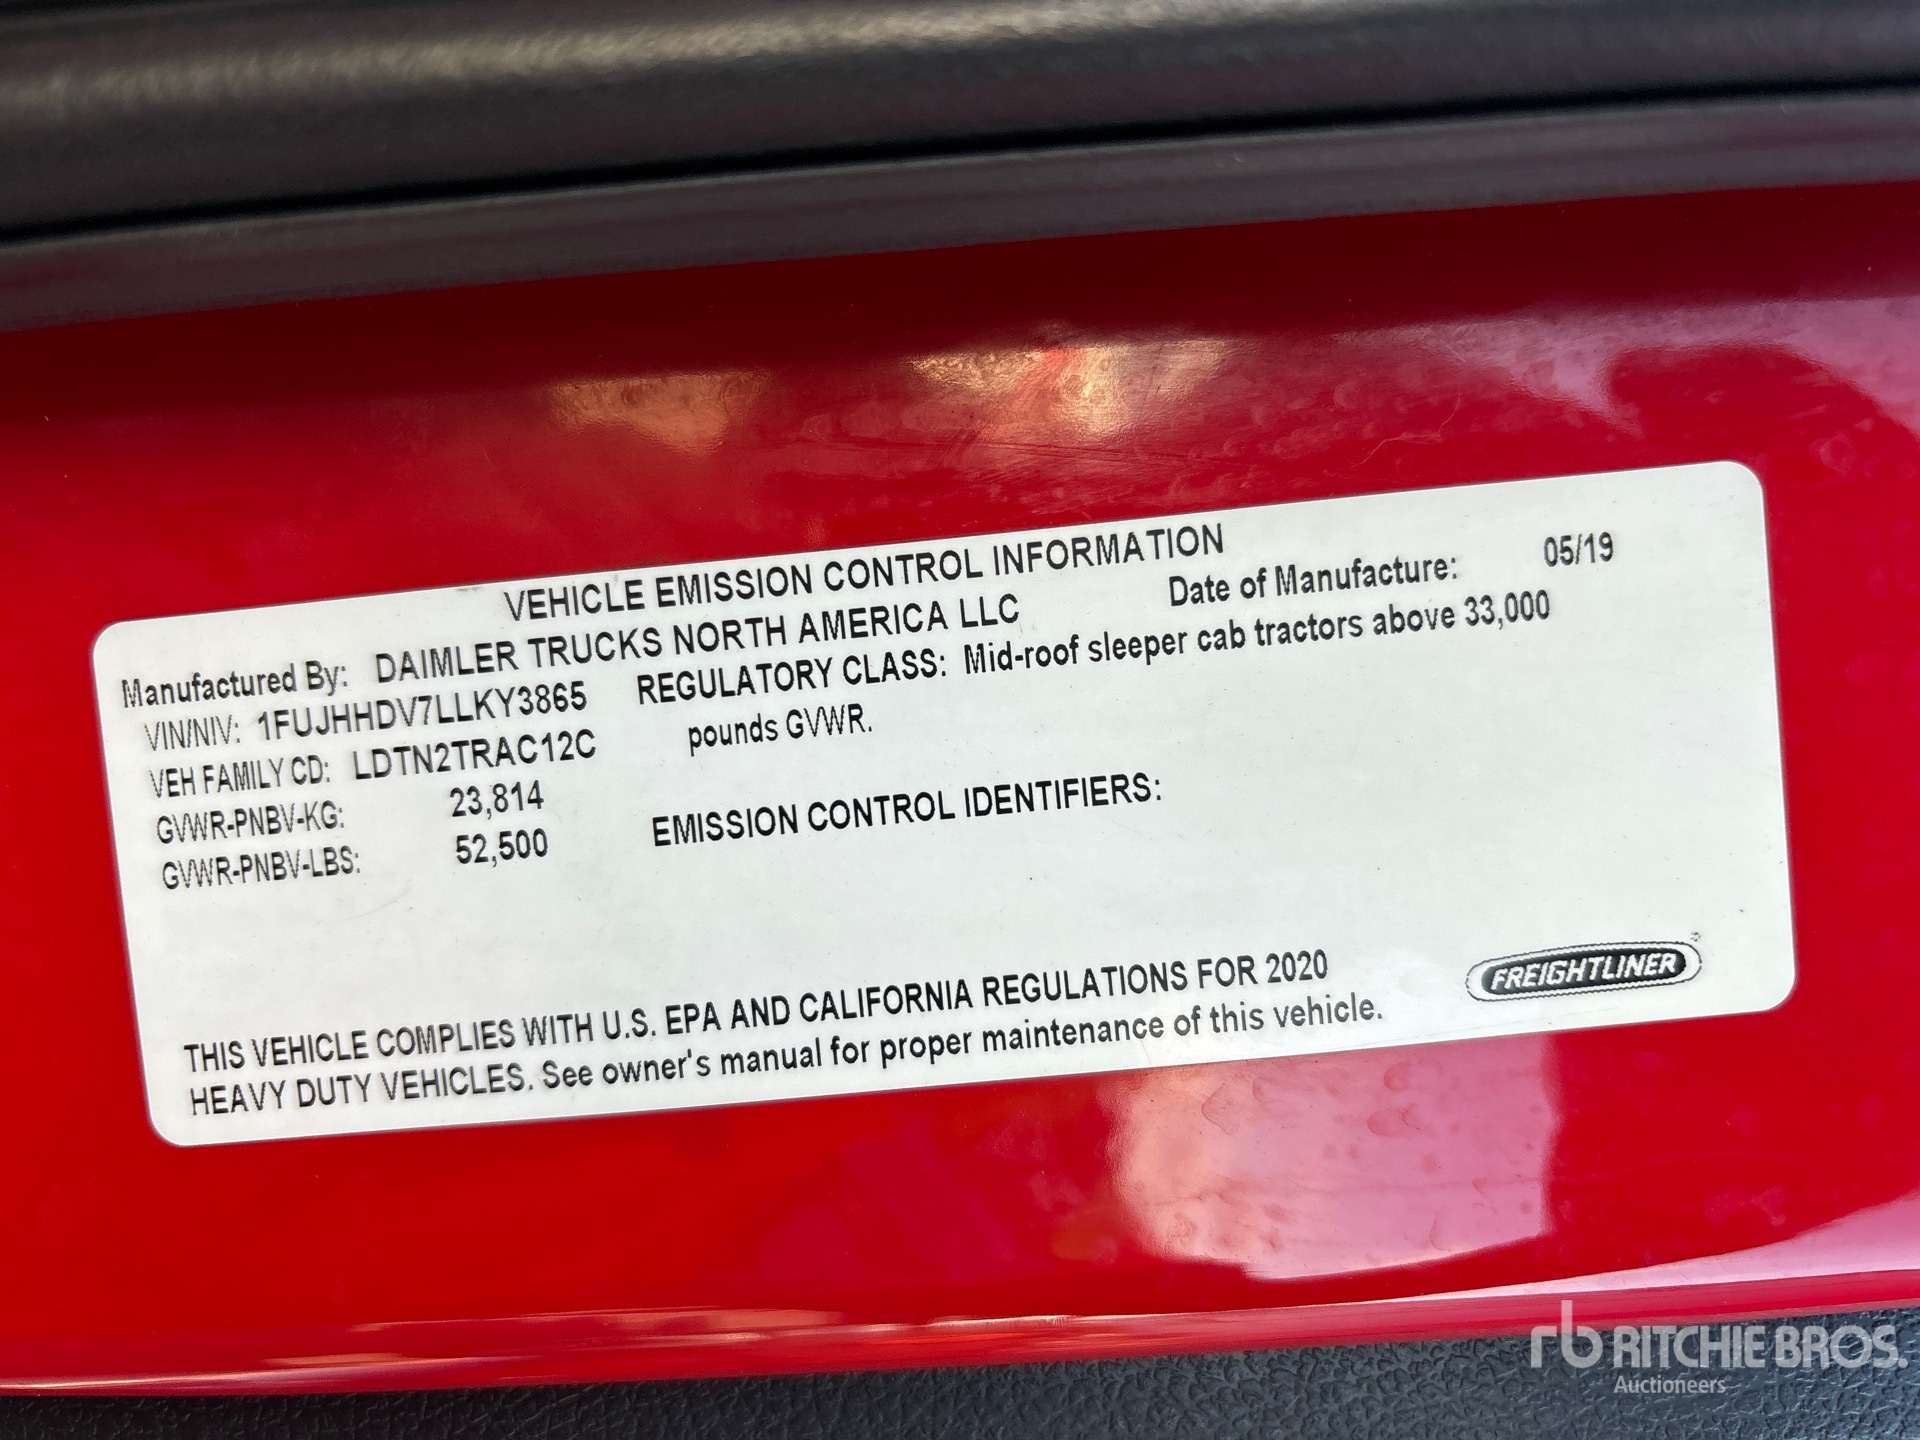 VEHICLE EMISSION CONTROL INFORMATION
Manufactured By: DAIMLER TRUCKS NORTH AMERICA LLC Date of Manufacture: 05/19
VIN/NIV: 1FUJHHDV7LLKY3865 REGULATORY CLASS: Mid-roof sleeper cab tractors above 33,000
VEH FAMILY CD: LDTN2TRAC12C pounds GVWR.
GVWR-PNBV-KG: 23,814
GVWR-PNBV-LBS: 52,500 EMISSION CONTROL IDENTIFIERS:
THIS VEHICLE COMPLIES WITH U.S. EPA AND CALIFORNIA REGULATIONS FOR 2020
HEAVY DUTY VEHICLES. See owner's manual for proper maintenance of this vehicle.
FREIGHTLINER®
rb RITCHIE BROS.
Auctioneers